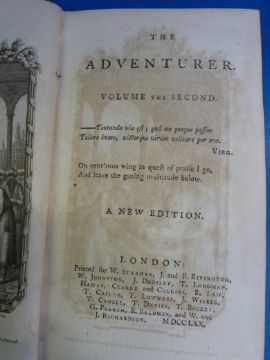 THE
ADVENTURER.
VOLUME THE SECOND.
——Tentanda via est; quâ me quoque possim
Tollere humo, victorque virûm volitare per ora.
VIRG.
On vent'rous wing in quest of praise I go,
And leave the gazing multitude below.
A NEW EDITION.
LONDON:
Printed for W. STRAHAN, J. and F. RIVINGTON,
W. JOHNSTON, J. DODSLEY, T. LONGMAN,
HAWES, CLARKE and COLLINS, B. LAW,
T. CASLON, T. LOWNDES, J. WILKIE,
T. CADELL, T. DAVIES, T. BECKET,
G. PEARCH, R. BALDWIN, and W. and
J. RICHARDSON. MDCCLXX.